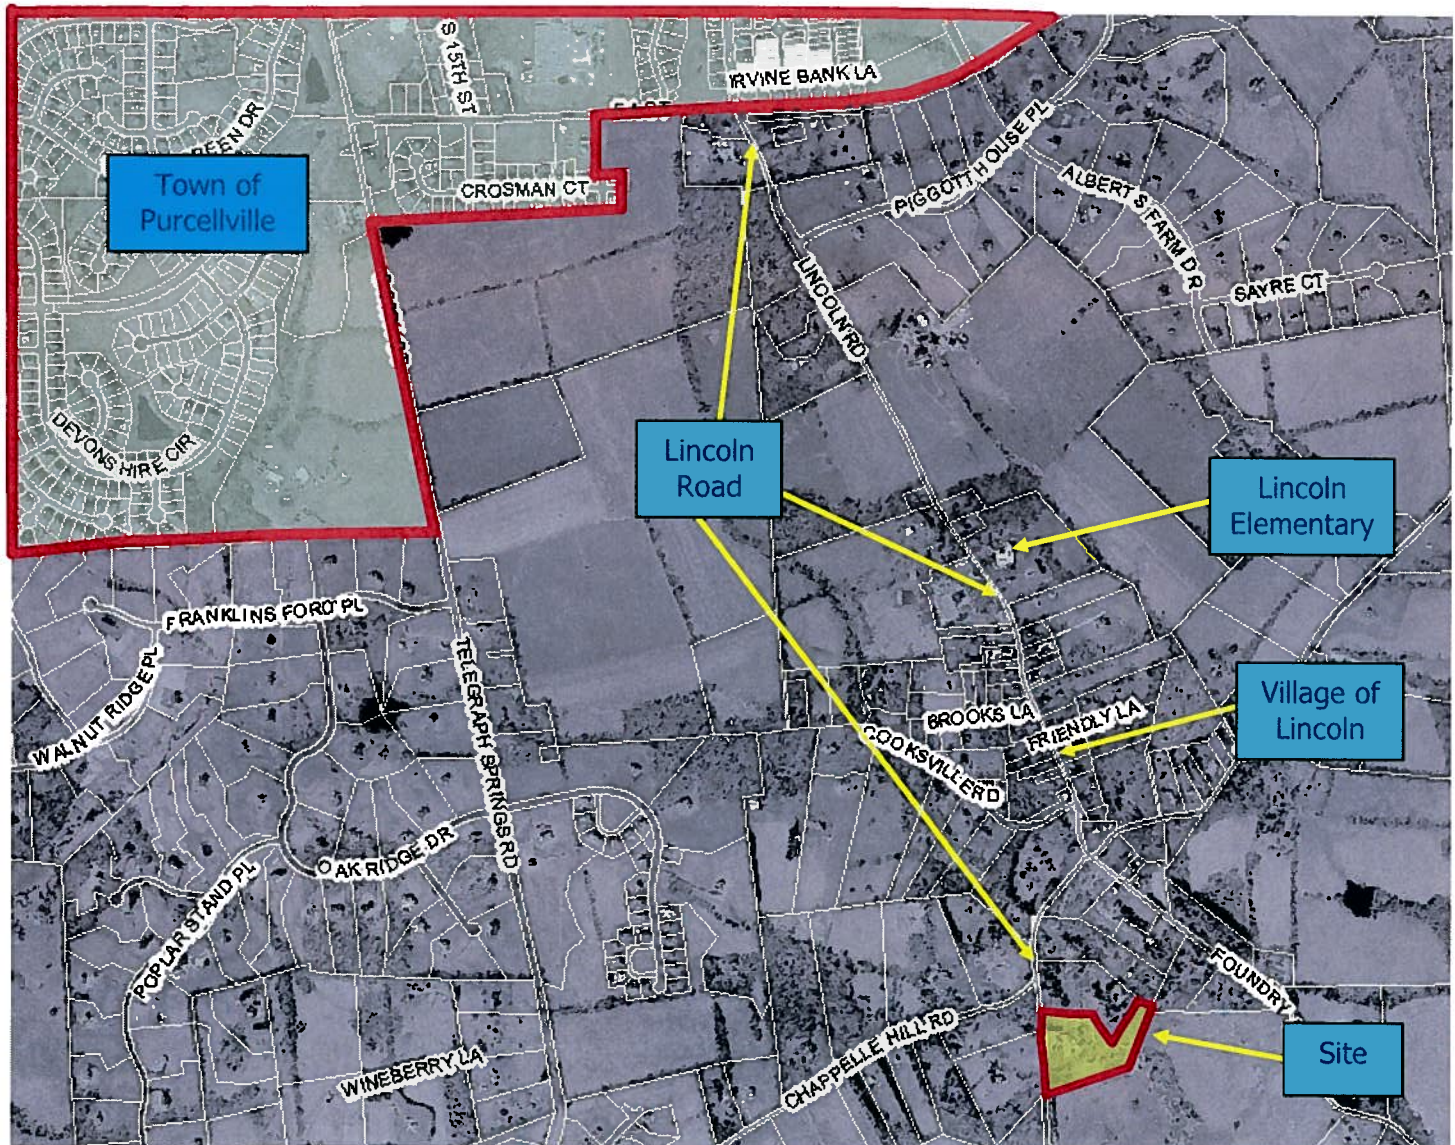 S 15TH ST
IRVINE BANK LA
EAST
Town of
Purcellville
CROSMAN CT
PIGGOTT HOUSE PL
ALBERT S FARM DR
SAYRE CT
LINCOLN RD
DEVONSHIRE CIR
Lincoln
Road
Lincoln
Elementary
FRANKLINS FORD PL
WALNUT RIDGE PL
TELEGRAPH SPRINGS RD
Village of
Lincoln
BROOKS LA
FRIENDLY LA
COOKSVILLE RD
OAK RIDGE DR
POPLAR STAND PL
FOUNDRY
CHAPPELLE HILL RD
WINEBERRY LA
Site